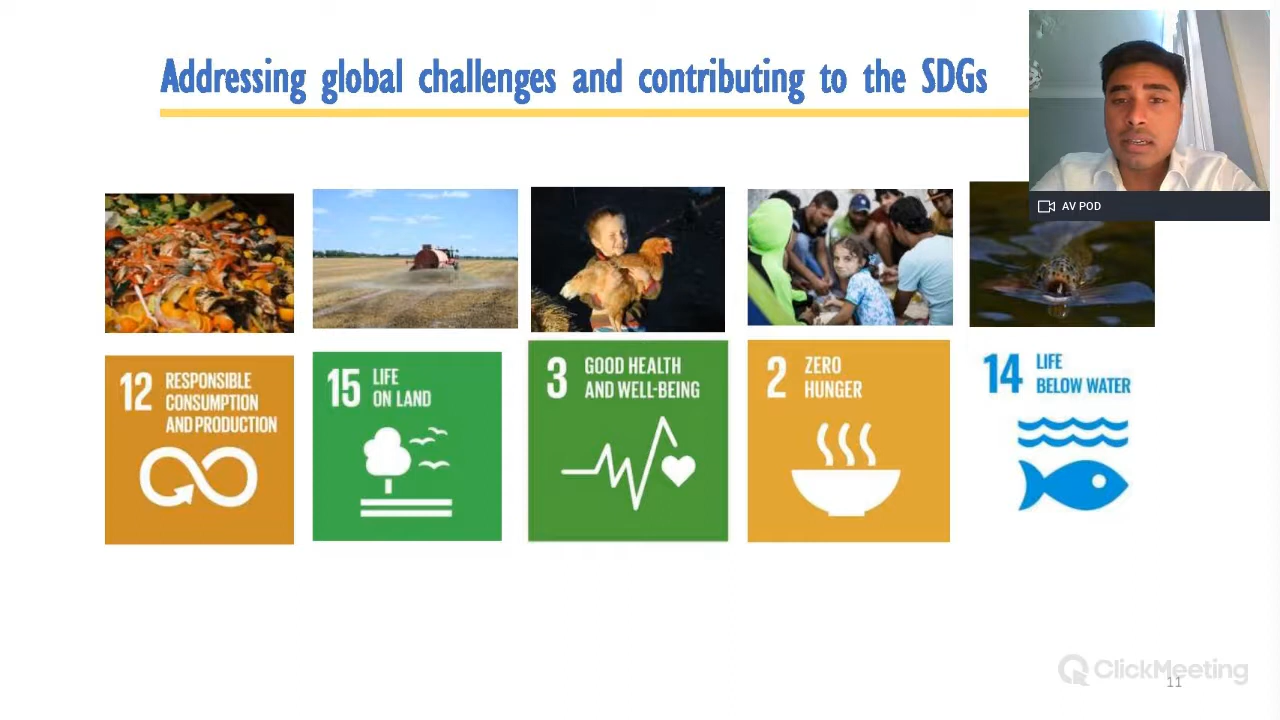 Addressing global challenges and contributing to the SDGs
AV POD
12 RESPONSIBLE
CONSUMPTION
AND PRODUCTION
15 LIFE
ON LAND
3 GOOD HEALTH
AND WELL-BEING
2 ZERO
HUNGER
14 LIFE
BELOW WATER
ClickMeeting
11